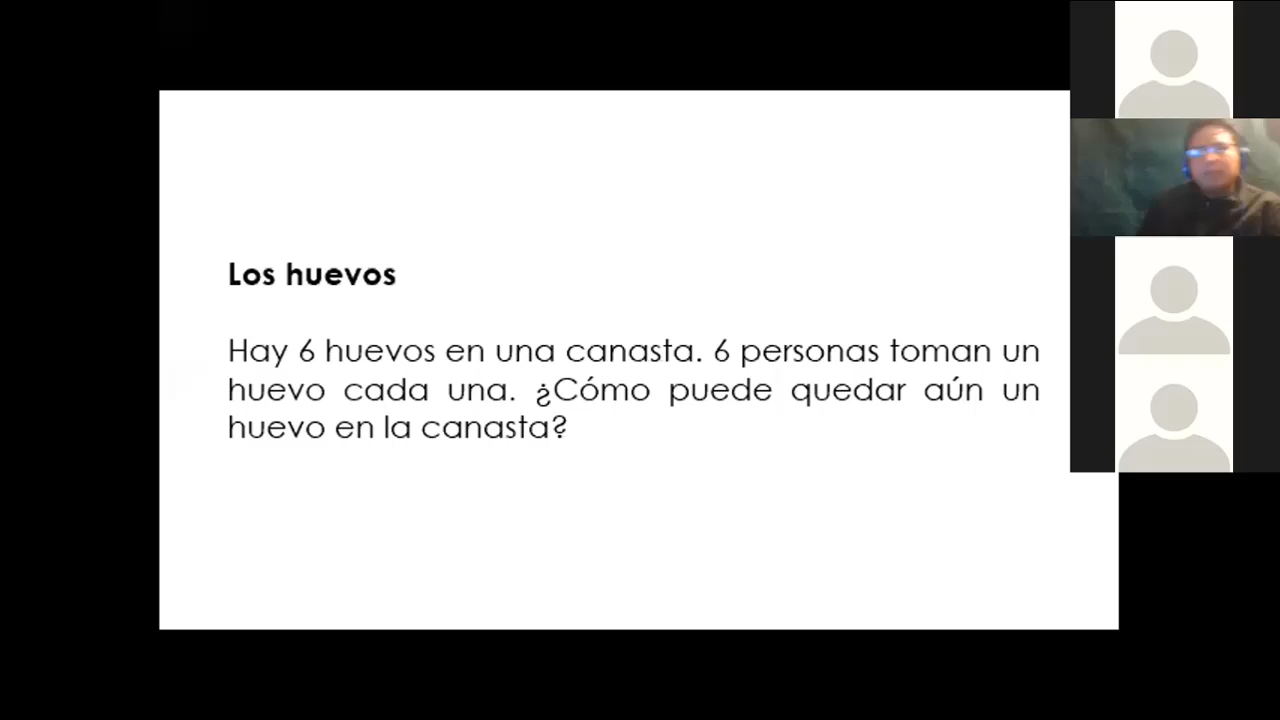 Los huevos
Hay 6 huevos en una canasta. 6 personas toman un
huevo cada una. ¿Cómo puede quedar aún un
huevo en la canasta?